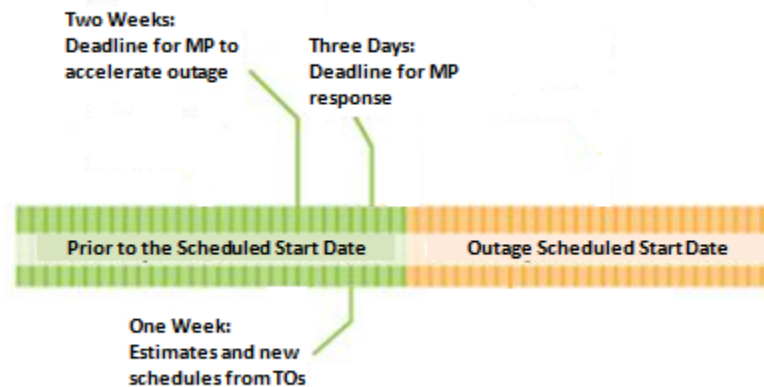 Two Weeks:
Deadline for MP to
accelerate outage
Three Days:
Deadline for MP
response
Prior to the Scheduled Start Date
Outage Scheduled Start Date
One Week:
Estimates and new
schedules from TOs